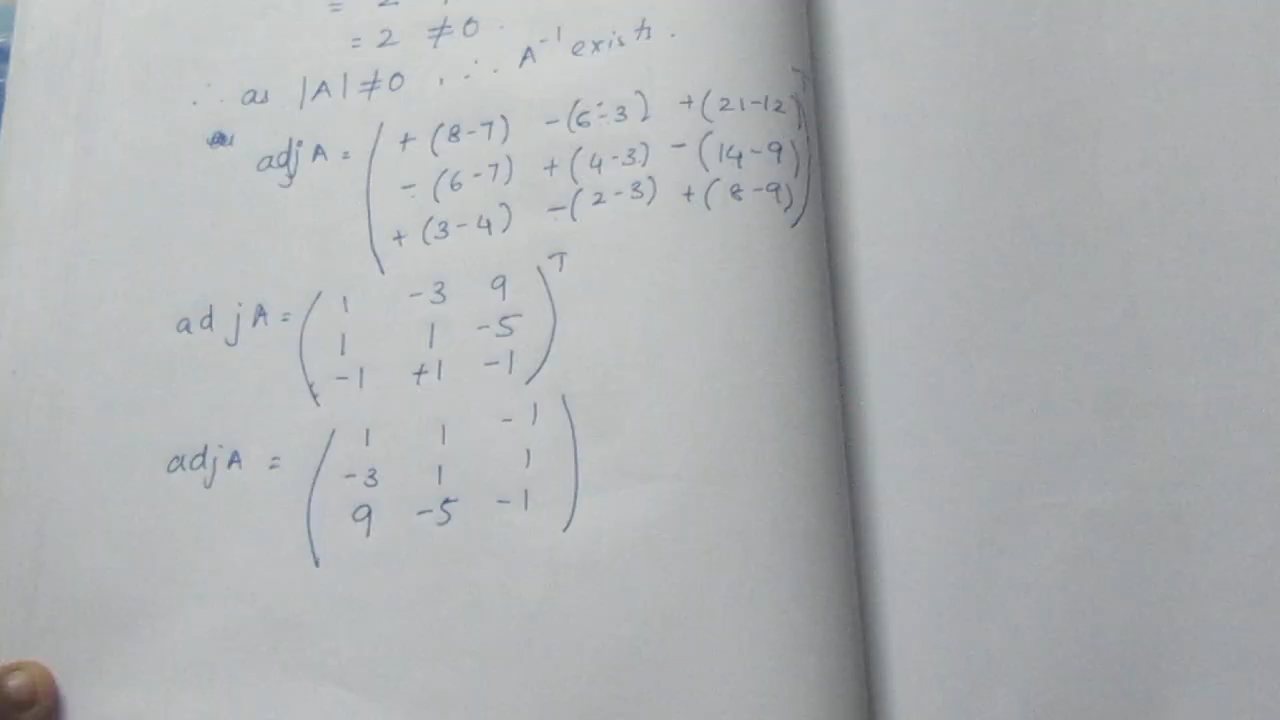 = 2
= 2 ≠0.
∴ as |A| ≠0 , ∴ A⁻¹ exists.
adj A = ( +(8-7) -(6-3) +(21-12)
-(6-7) +(4-3) -(14-9)
+(3-4) -(2-3) +(8-9) )ᵀ
adj A = ( 1 -3 9
1 1 -5
-1 +1 -1 )ᵀ
adj A = ( 1 1 -1
-3 1 1
9 -5 -1 )